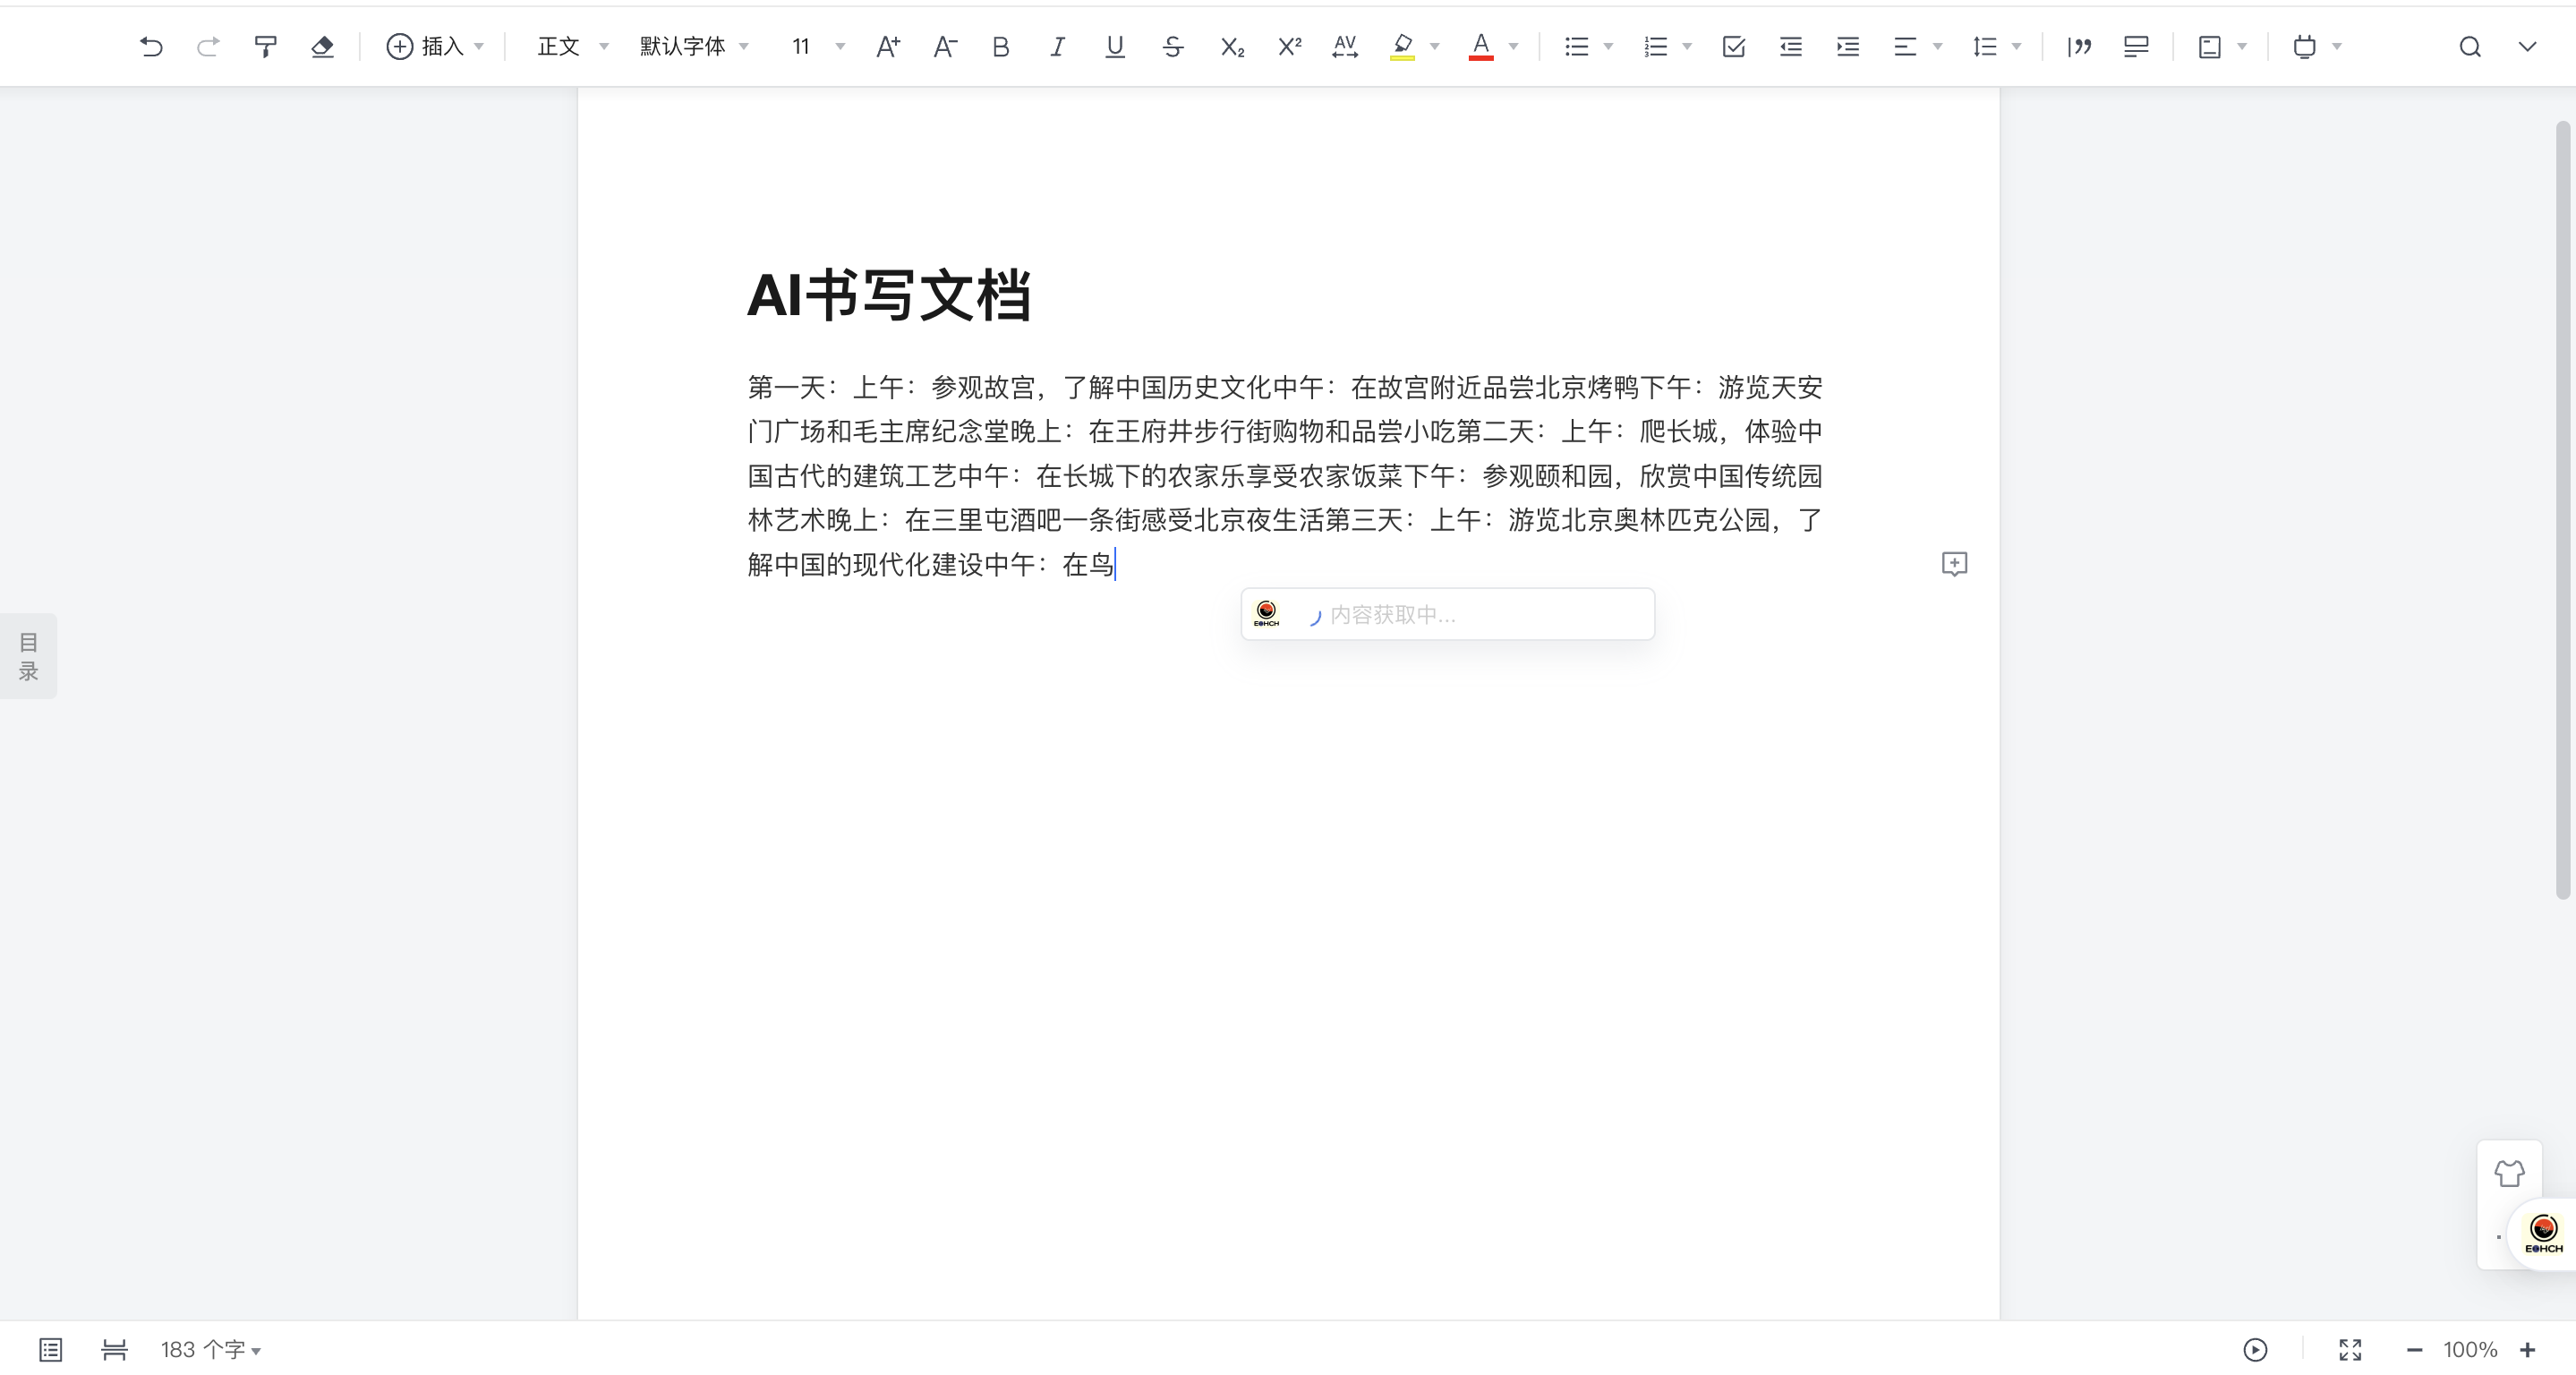 插入 正文 默认字体 11
AI书写文档
第一天：上午：参观故宫，了解中国历史文化中午：在故宫附近品尝北京烤鸭下午：游览天安
门广场和毛主席纪念堂晚上：在王府井步行街购物和品尝小吃第二天：上午：爬长城，体验中
国古代的建筑工艺中午：在长城下的农家乐享受农家饭菜下午：参观颐和园，欣赏中国传统园
林艺术晚上：在三里屯酒吧一条街感受北京夜生活第三天：上午：游览北京奥林匹克公园，了
解中国的现代化建设中午：在鸟
内容获取中...
目
录
183 个字
100%